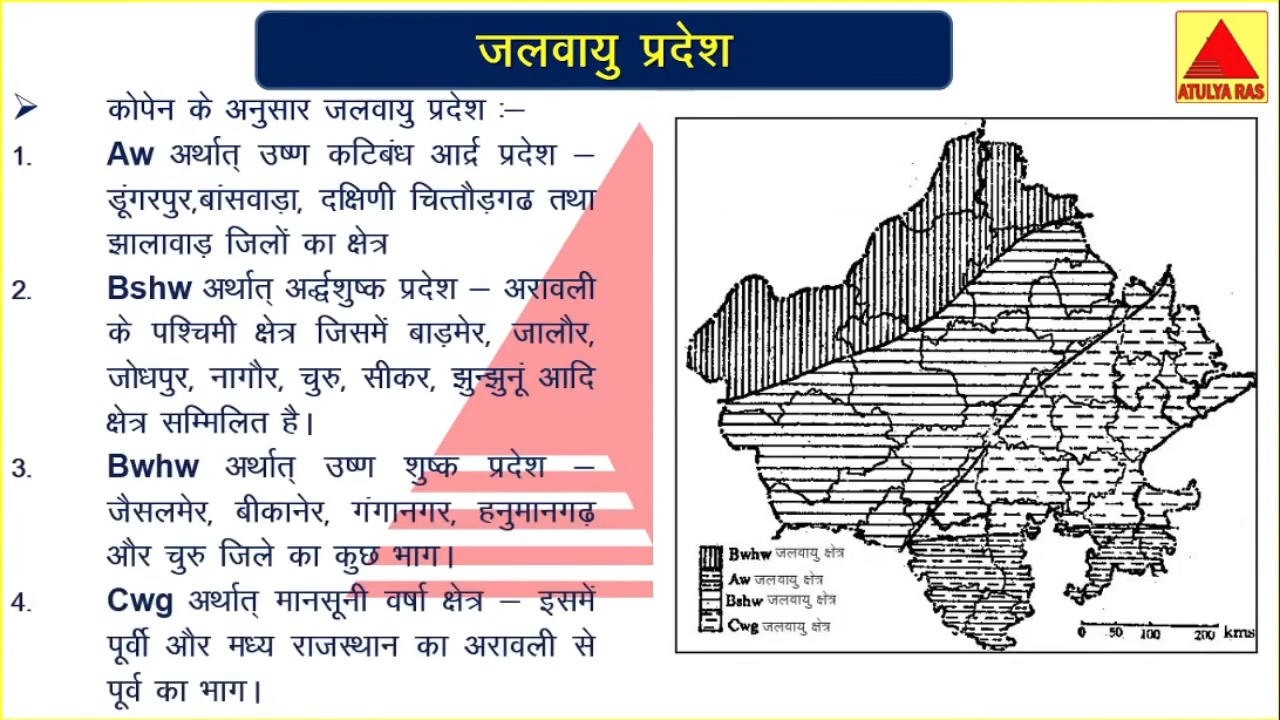 जलवायु प्रदेश
ATULYA RAS
कोपेन के अनुसार जलवायु प्रदेश :–
1. Aw अर्थात् उष्ण कटिबंध आर्द्र प्रदेश –
डूंगरपुर,बांसवाड़ा, दक्षिणी चित्तौड़गढ तथा
झालावाड़ जिलों का क्षेत्र
2. Bshw अर्थात् अर्द्धशुष्क प्रदेश – अरावली
के पश्चिमी क्षेत्र जिसमें बाड़मेर, जालौर,
जोधपुर, नागौर, चुरु, सीकर, झुन्झुनूं आदि
क्षेत्र सम्मिलित है।
3. Bwhw अर्थात् उष्ण शुष्क प्रदेश –
जैसलमेर, बीकानेर, गंगानगर, हनुमानगढ़
और चुरु जिले का कुछ भाग।
4. Cwg अर्थात् मानसूनी वर्षा क्षेत्र – इसमें
पूर्वी और मध्य राजस्थान का अरावली से
पूर्व का भाग।
Bwhw जलवायु क्षेत्र
Aw जलवायु क्षेत्र
Bshw जलवायु क्षेत्र
Cwg जलवायु क्षेत्र
0 50 100 200 kms